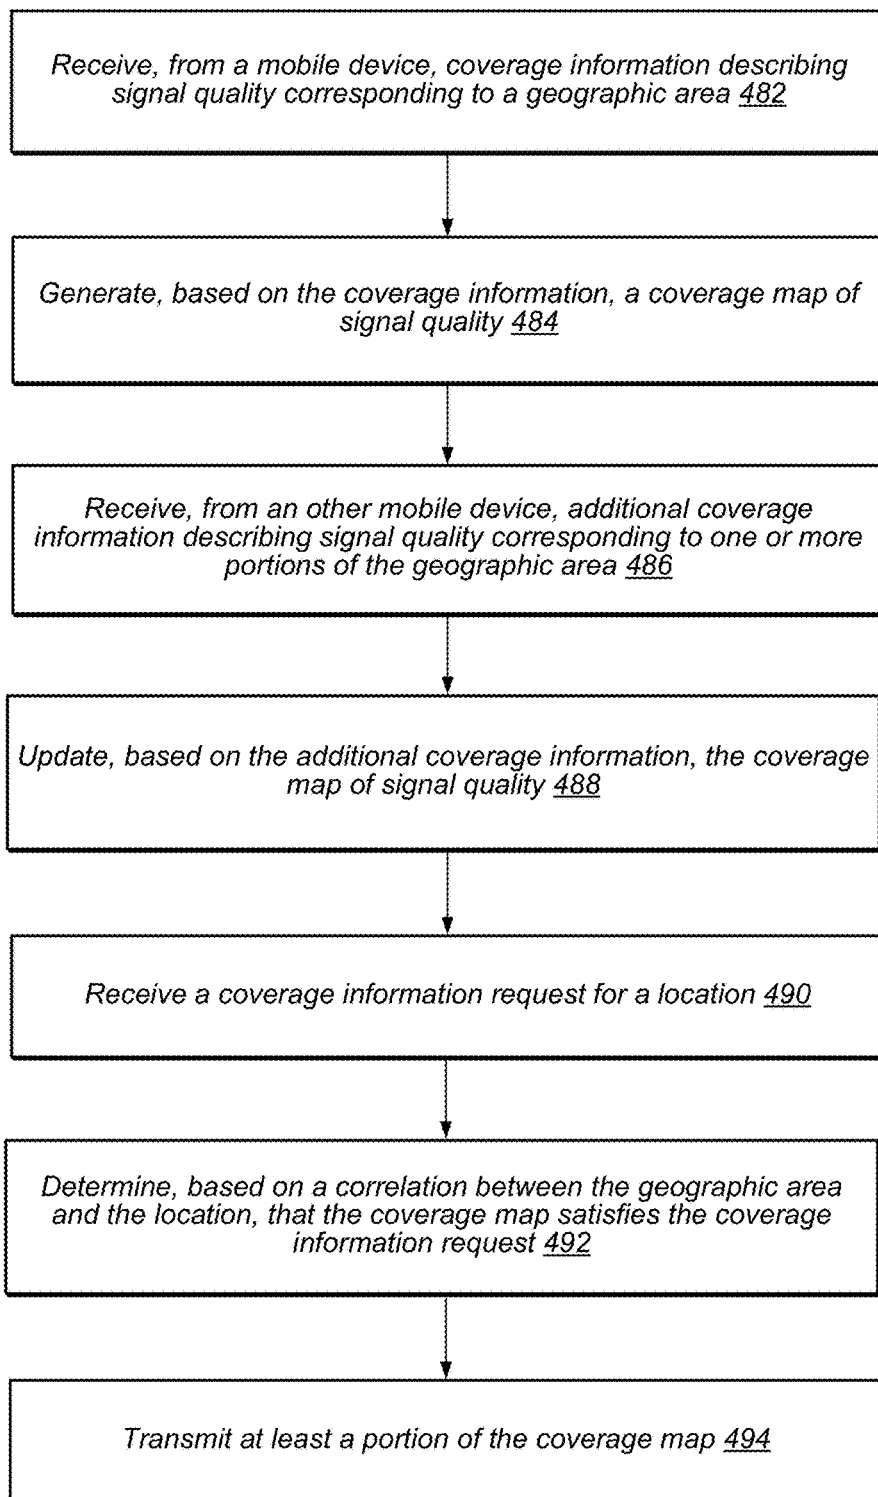 Receive, from a mobile device, coverage information describing
signal quality corresponding to a geographic area 482
Generate, based on the coverage information, a coverage map of
signal quality 484
Receive, from an other mobile device, additional coverage
information describing signal quality corresponding to one or more
portions of the geographic area 486
Update, based on the additional coverage information, the coverage
map of signal quality 488
Receive a coverage information request for a location 490
Determine, based on a correlation between the geographic area
and the location, that the coverage map satisfies the coverage
information request 492
Transmit at least a portion of the coverage map 494